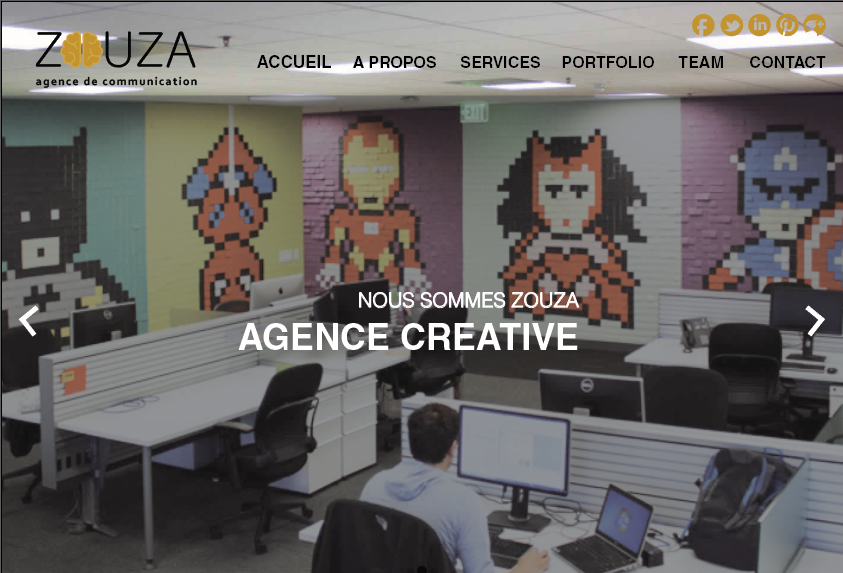 ZOUZA
agence de communication
ACCUEIL A PROPOS SERVICES PORTFOLIO TEAM CONTACT
EXIT
NOUS SOMMES ZOUZA
AGENCE CREATIVE